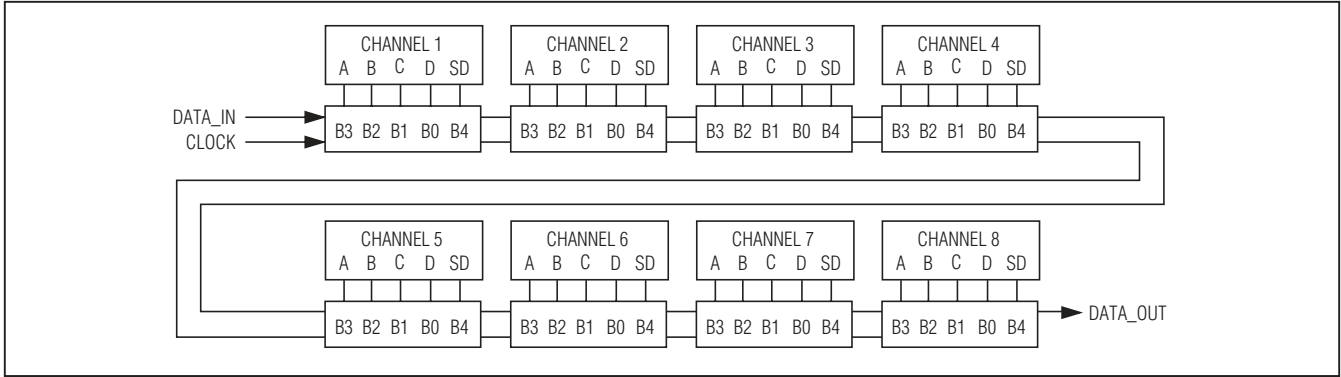 CHANNEL 1 CHANNEL 2 CHANNEL 3 CHANNEL 4
A B C D SD A B C D SD A B C D SD A B C D SD
DATA_IN
B3 B2 B1 B0 B4 B3 B2 B1 B0 B4 B3 B2 B1 B0 B4 B3 B2 B1 B0 B4
CLOCK
CHANNEL 5 CHANNEL 6 CHANNEL 7 CHANNEL 8
A B C D SD A B C D SD A B C D SD A B C D SD
DATA_OUT
B3 B2 B1 B0 B4 B3 B2 B1 B0 B4 B3 B2 B1 B0 B4 B3 B2 B1 B0 B4